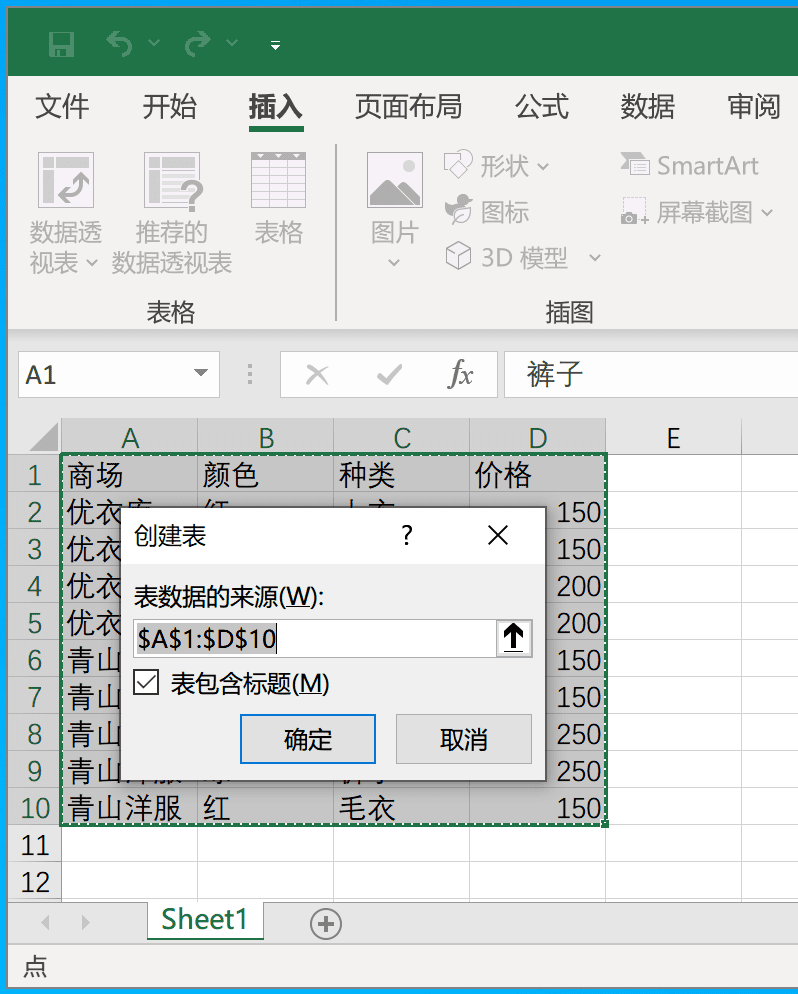 文件 开始 插入 页面布局 公式 数据 审阅
数据透视表
推荐的数据透视表
表格
图片
形状
图标
3D 模型
SmartArt
屏幕截图
表格
插图
A1
fx
裤子
A B C D E
1 商场 颜色 种类 价格
2 优衣 150
3 优衣 150
4 优衣 200
5 优衣 200
6 青山 150
7 青山 150
8 青山 250
9 青山洋服 250
10 青山洋服 红 毛衣 150
11
12
创建表 ?
表数据的来源(W):
$A$1:$D$10
表包含标题(M)
确定 取消
Sheet1
点